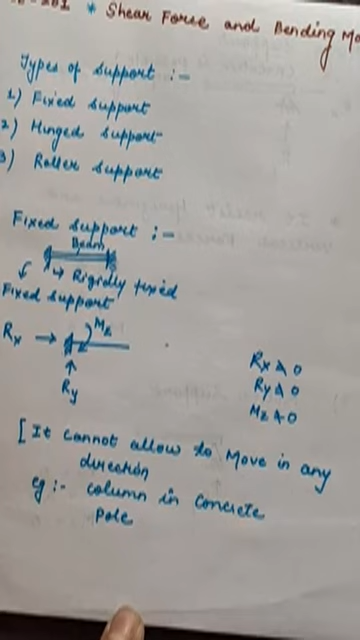 * Shear Force and Bending Mo
Types of support :-
1) Fixed support
2) Hinged support
3) Roller support
Fixed support :-
Beam
↳ Rigidly fixed
Fixed support
Rx → Mz
↑
Ry
Rx ≠ 0
Ry ≠ 0
Mz ≠ 0
[It cannot allow to Move in any
direction
eg :- column in concrete
pole